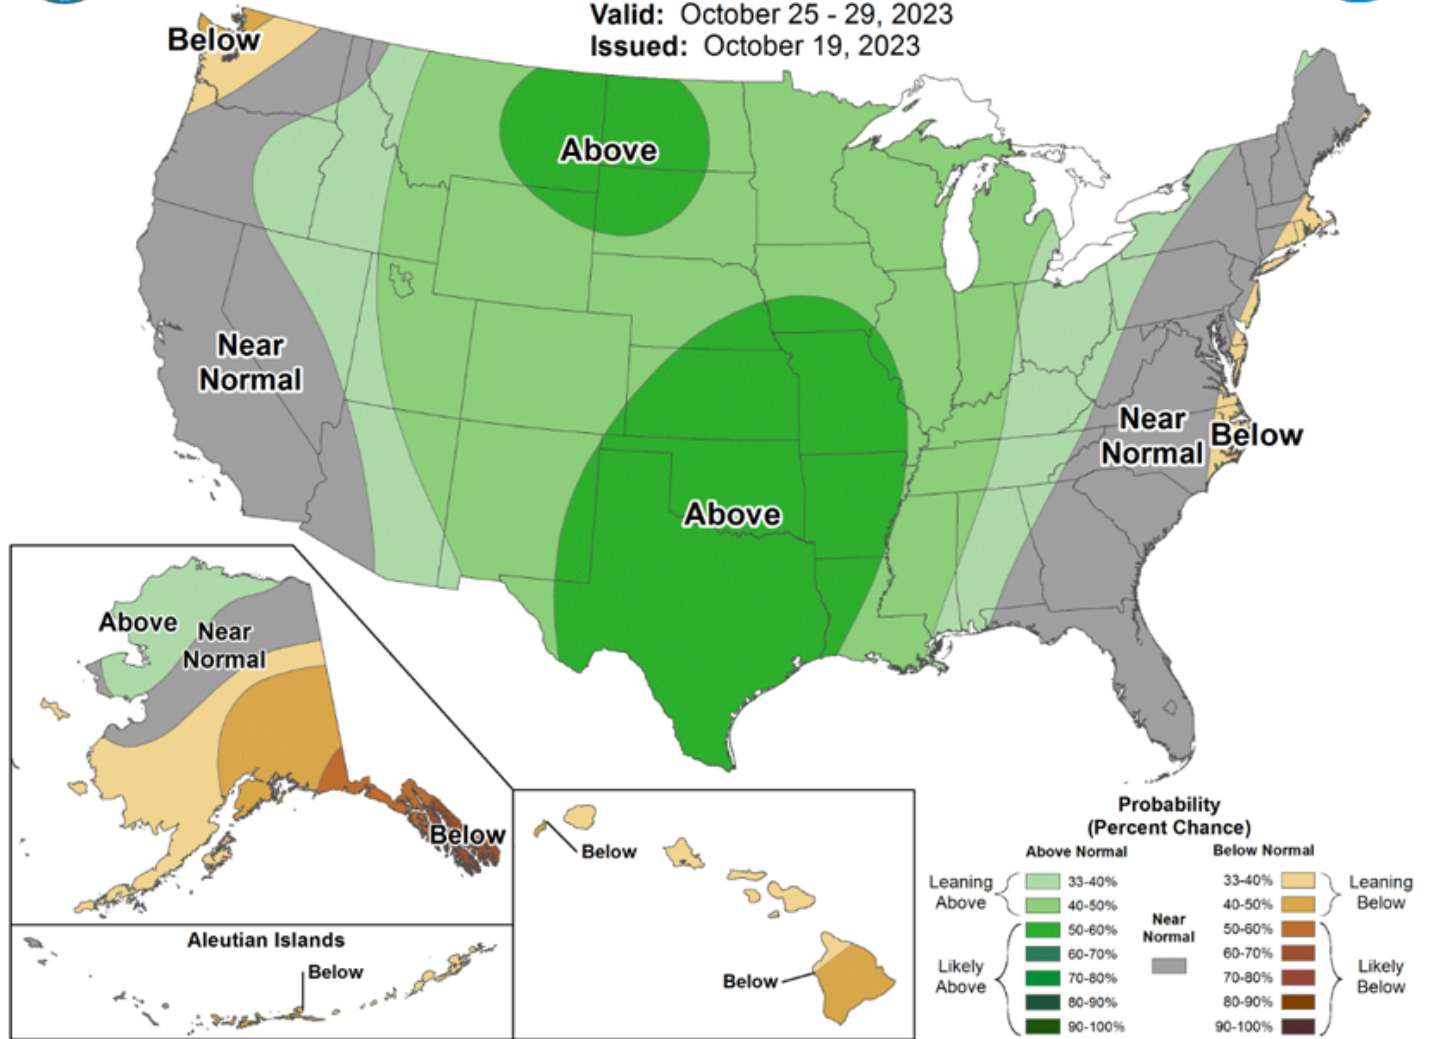 Valid: October 25 - 29, 2023
Issued: October 19, 2023
Below
Above
Near
Normal
Near
Normal
Below
Above
Above
Near
Normal
Below
Aleutian Islands
Below
Below
Below
Probability
(Percent Chance)
Above Normal
Below Normal
Leaning
Above
33-40%
40-50%
Likely
Above
50-60%
60-70%
70-80%
80-90%
90-100%
Near
Normal
33-40%
40-50%
Leaning
Below
50-60%
60-70%
70-80%
80-90%
90-100%
Likely
Below